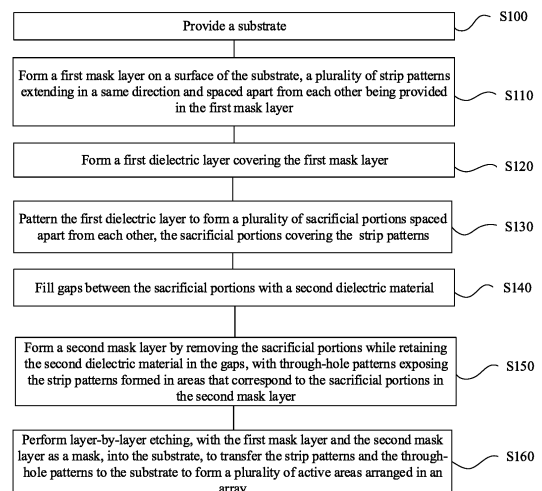 Provide a substrate
S100
Form a first mask layer on a surface of the substrate, a plurality of strip patterns
extending in a same direction and spaced apart from each other being provided
in the first mask layer
S110
Form a first dielectric layer covering the first mask layer
S120
Pattern the first dielectric layer to form a plurality of sacrificial portions spaced
apart from each other, the sacrificial portions covering the strip patterns
S130
Fill gaps between the sacrificial portions with a second dielectric material
S140
Form a second mask layer by removing the sacrificial portions while retaining
the second dielectric material in the gaps, with through-hole patterns exposing
the strip patterns formed in areas that correspond to the sacrificial portions in
the second mask layer
S150
Perform layer-by-layer etching, with the first mask layer and the second mask
layer as a mask, into the substrate, to transfer the strip patterns and the through-
hole patterns to the substrate to form a plurality of active areas arranged in an
array
S160